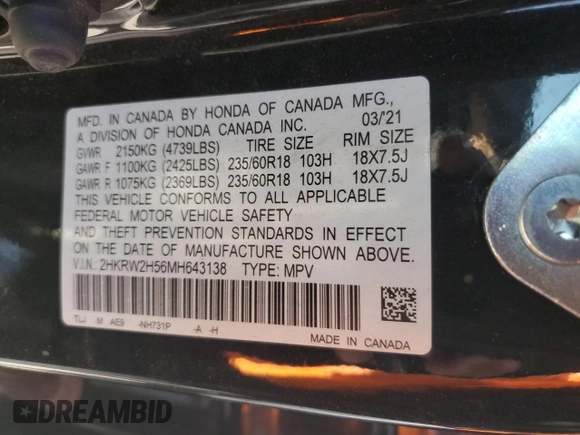 MFD. IN CANADA BY HONDA OF CANADA MFG.,
A DIVISION OF HONDA CANADA INC. 03/'21
GVWR 2150KG (4739LBS) TIRE SIZE RIM SIZE
GAWR F 1100KG (2425LBS) 235/60R18 103H 18X7.5J
GAWR R 1075KG (2369LBS) 235/60R18 103H 18X7.5J
THIS VEHICLE CONFORMS TO ALL APPLICABLE
FEDERAL MOTOR VEHICLE SAFETY
AND THEFT PREVENTION STANDARDS IN EFFECT
ON THE DATE OF MANUFACTURE SHOWN ABOVE.
V.I.N.: 2HKRW2H56MH643138 TYPE: MPV
TLJ M AE9 -NH731P -A -H
MADE IN CANADA
DREAMBID